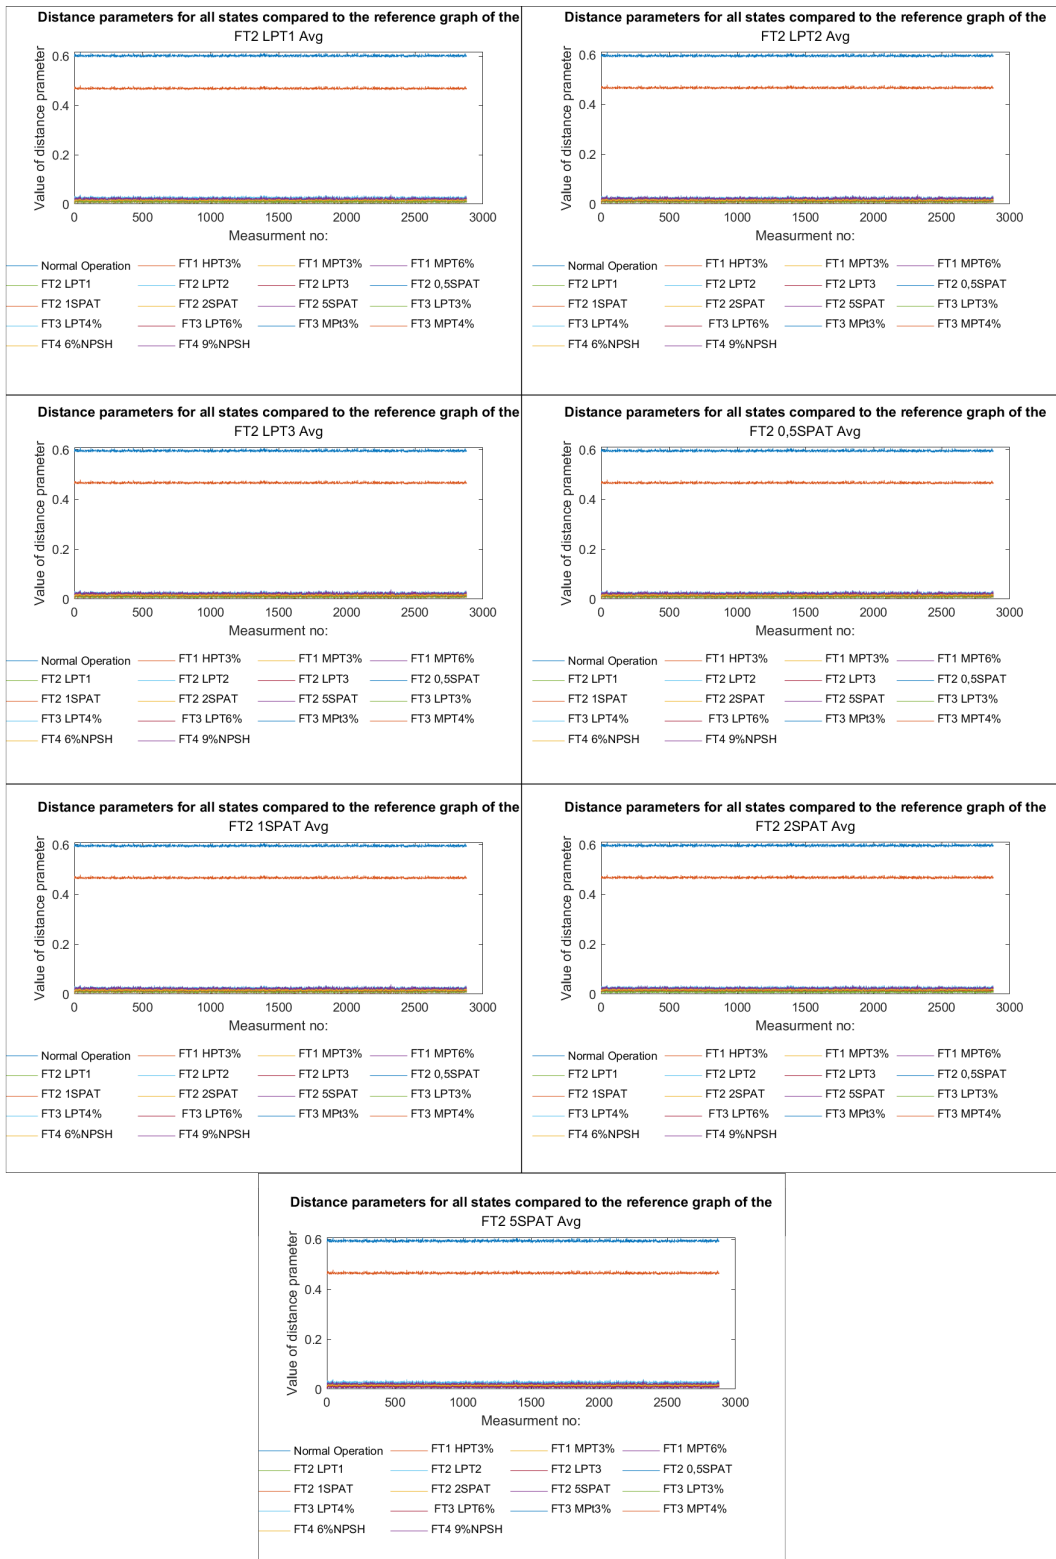 Distance parameters for all states compared to the reference graph of the
FT2 LPT1 Avg
Value of distance prameter
0.6
0.4
0.2
0
0 500 1000 1500 2000 2500 3000
Measurment no:
Normal Operation FT1 HPT3% FT1 MPT3% FT1 MPT6%
FT2 LPT1 FT2 LPT2 FT2 LPT3 FT2 0,5SPAT
FT2 1SPAT FT2 2SPAT FT2 5SPAT FT3 LPT3%
FT3 LPT4% FT3 LPT6% FT3 MPt3% FT3 MPT4%
FT4 6%NPSH FT4 9%NPSH
Distance parameters for all states compared to the reference graph of the
FT2 LPT2 Avg
Value of distance prameter
0.6
0.4
0.2
0
0 500 1000 1500 2000 2500 3000
Measurment no:
Normal Operation FT1 HPT3% FT1 MPT3% FT1 MPT6%
FT2 LPT1 FT2 LPT2 FT2 LPT3 FT2 0,5SPAT
FT2 1SPAT FT2 2SPAT FT2 5SPAT FT3 LPT3%
FT3 LPT4% FT3 LPT6% FT3 MPt3% FT3 MPT4%
FT4 6%NPSH FT4 9%NPSH
Distance parameters for all states compared to the reference graph of the
FT2 LPT3 Avg
Value of distance prameter
0.6
0.4
0.2
0
0 500 1000 1500 2000 2500 3000
Measurment no:
Normal Operation FT1 HPT3% FT1 MPT3% FT1 MPT6%
FT2 LPT1 FT2 LPT2 FT2 LPT3 FT2 0,5SPAT
FT2 1SPAT FT2 2SPAT FT2 5SPAT FT3 LPT3%
FT3 LPT4% FT3 LPT6% FT3 MPt3% FT3 MPT4%
FT4 6%NPSH FT4 9%NPSH
Distance parameters for all states compared to the reference graph of the
FT2 0,5SPAT Avg
Value of distance prameter
0.6
0.4
0.2
0
0 500 1000 1500 2000 2500 3000
Measurment no:
Normal Operation FT1 HPT3% FT1 MPT3% FT1 MPT6%
FT2 LPT1 FT2 LPT2 FT2 LPT3 FT2 0,5SPAT
FT2 1SPAT FT2 2SPAT FT2 5SPAT FT3 LPT3%
FT3 LPT4% FT3 LPT6% FT3 MPt3% FT3 MPT4%
FT4 6%NPSH FT4 9%NPSH
Distance parameters for all states compared to the reference graph of the
FT2 1SPAT Avg
Value of distance prameter
0.6
0.4
0.2
0
0 500 1000 1500 2000 2500 3000
Measurment no:
Normal Operation FT1 HPT3% FT1 MPT3% FT1 MPT6%
FT2 LPT1 FT2 LPT2 FT2 LPT3 FT2 0,5SPAT
FT2 1SPAT FT2 2SPAT FT2 5SPAT FT3 LPT3%
FT3 LPT4% FT3 LPT6% FT3 MPt3% FT3 MPT4%
FT4 6%NPSH FT4 9%NPSH
Distance parameters for all states compared to the reference graph of the
FT2 2SPAT Avg
Value of distance prameter
0.6
0.4
0.2
0
0 500 1000 1500 2000 2500 3000
Measurment no:
Normal Operation FT1 HPT3% FT1 MPT3% FT1 MPT6%
FT2 LPT1 FT2 LPT2 FT2 LPT3 FT2 0,5SPAT
FT2 1SPAT FT2 2SPAT FT2 5SPAT FT3 LPT3%
FT3 LPT4% FT3 LPT6% FT3 MPt3% FT3 MPT4%
FT4 6%NPSH FT4 9%NPSH
Distance parameters for all states compared to the reference graph of the
FT2 5SPAT Avg
Value of distance prameter
0.6
0.4
0.2
0
0 500 1000 1500 2000 2500 3000
Measurment no:
Normal Operation FT1 HPT3% FT1 MPT3% FT1 MPT6%
FT2 LPT1 FT2 LPT2 FT2 LPT3 FT2 0,5SPAT
FT2 1SPAT FT2 2SPAT FT2 5SPAT FT3 LPT3%
FT3 LPT4% FT3 LPT6% FT3 MPt3% FT3 MPT4%
FT4 6%NPSH FT4 9%NPSH